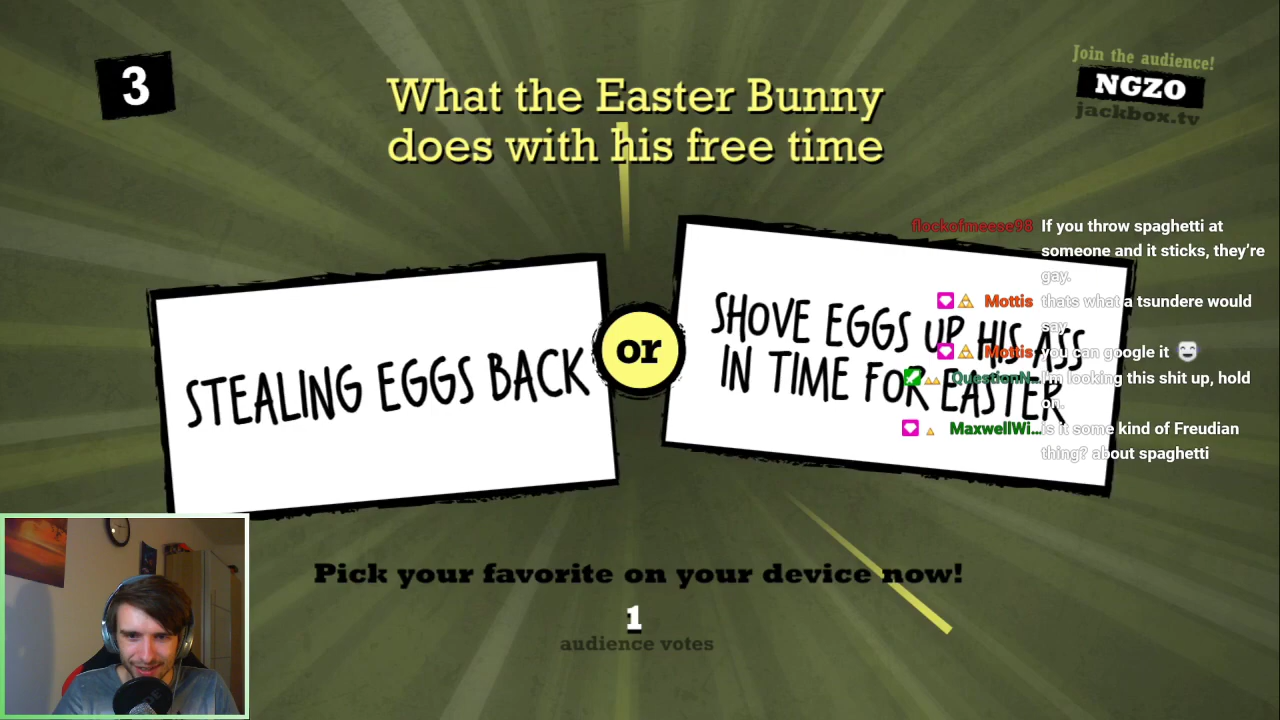 3
What the Easter Bunny
does with his free time
Join the audience!
NGZO
jackbox.tv
STEALING EGGS BACK
or
SHOVE EGGS UP HIS ASS
IN TIME FOR EASTER
flockofmeese98 If you throw spaghetti at
someone and it sticks, they're
gay.
Mottis thats what a tsundere would
say
Mottis you can google it
QuestionN... I'm looking this shit up, hold
on.
MaxwellWi... is it some kind of Freudian
thing? about spaghetti
Pick your favorite on your device now!
1
audience votes